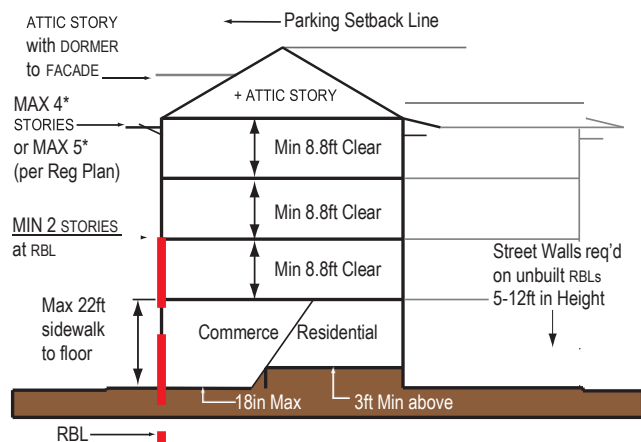 Parking Setback Line
ATTIC STORY
with DORMER
to FACADE
+ ATTIC STORY
MAX 4*
STORIES
or MAX 5*
(per Reg Plan)
Min 8.8ft Clear
Min 8.8ft Clear
MIN 2 STORIES
at RBL
Min 8.8ft Clear
Street Walls req'd
on unbuilt RBLs
5-12ft in Height
Max 22ft
sidewalk
to floor
Commerce
Residential
18in Max
3ft Min above
RBL